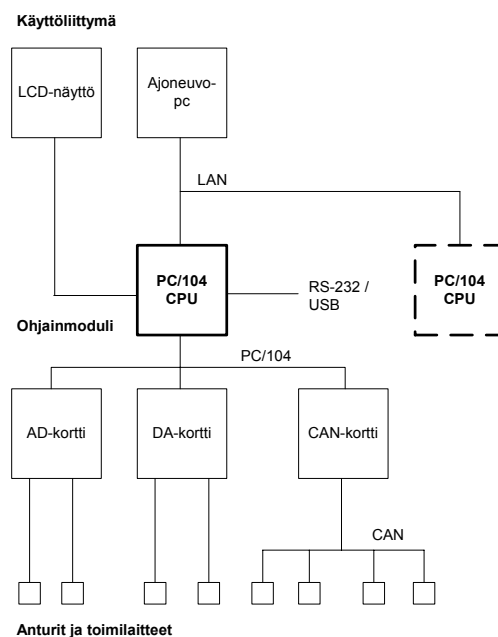 Käyttöliittymä
LCD-näyttö
Ajoneuvo-
pc
LAN
PC/104
CPU
RS-232 /
USB
PC/104
CPU
Ohjainmoduli
PC/104
AD-kortti
DA-kortti
CAN-kortti
CAN
Anturit ja toimilaitteet